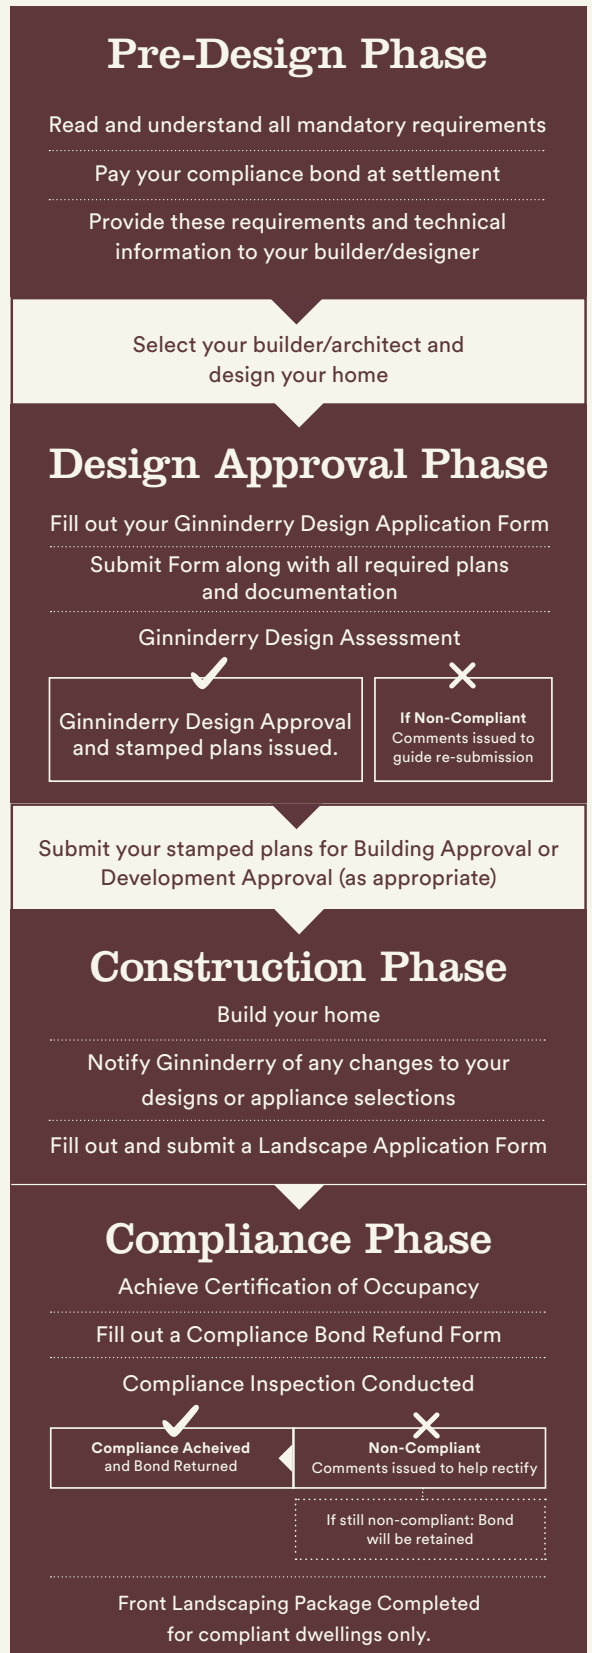 Pre-Design Phase
Read and understand all mandatory requirements
Pay your compliance bond at settlement
Provide these requirements and technical
information to your builder/designer
Select your builder/architect and
design your home
Design Approval Phase
Fill out your Ginninderry Design Application Form
Submit Form along with all required plans
and documentation
Ginninderry Design Assessment
Ginninderry Design Approval
and stamped plans issued.
If Non-Compliant
Comments issued to
guide re-submission
Submit your stamped plans for Building Approval or
Development Approval (as appropriate)
Construction Phase
Build your home
Notify Ginninderry of any changes to your
designs or appliance selections
Fill out and submit a Landscape Application Form
Compliance Phase
Achieve Certification of Occupancy
Fill out a Compliance Bond Refund Form
Compliance Inspection Conducted
Compliance Acheived
and Bond Returned
Non-Compliant
Comments issued to help rectify
If still non-compliant: Bond
will be retained
Front Landscaping Package Completed
for compliant dwellings only.